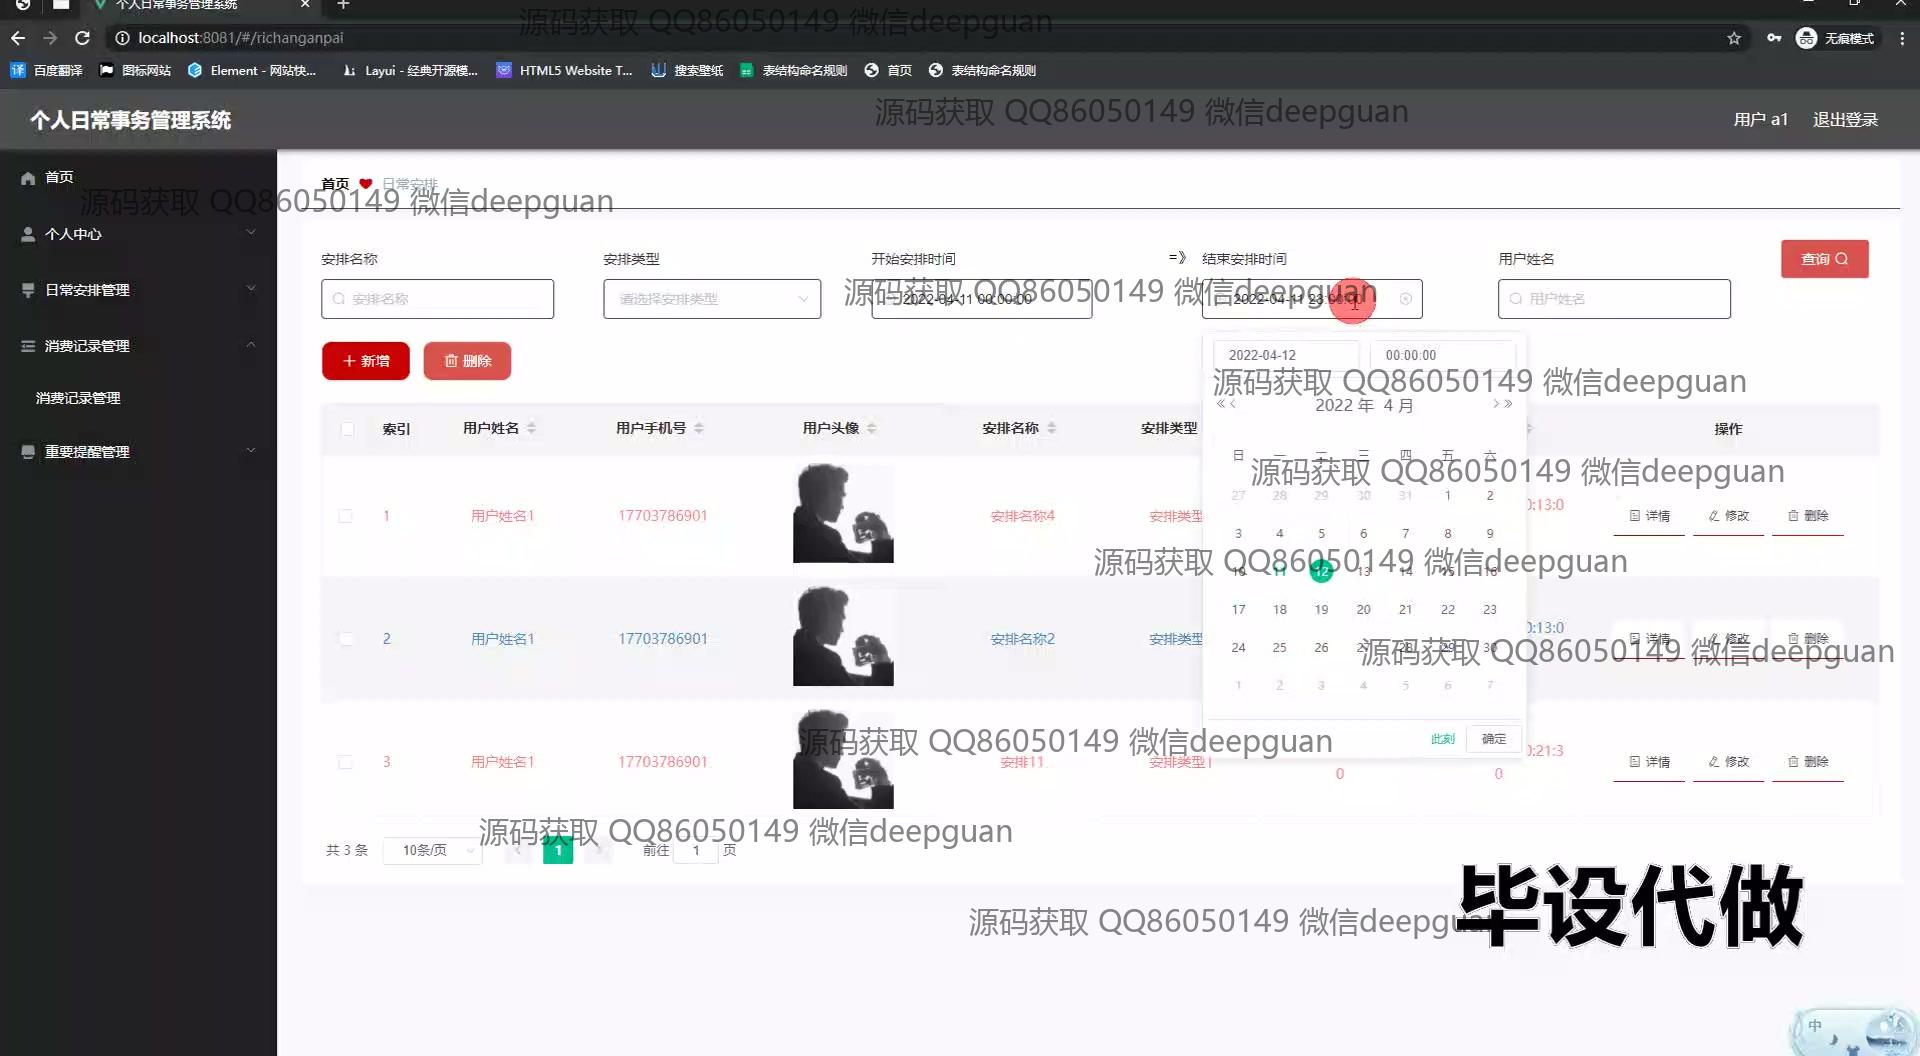 个人日常事务管理系统
localhost:8081/#/richanganpai
无痕模式
百度翻译 图标网站 Element - 网站快... Layui - 经典开源模... HTML5 Website T... 搜索壁纸 表结构命名规则 首页 表结构命名规则
源码获取 QQ86050149 微信deepguan
个人日常事务管理系统
源码获取 QQ86050149 微信deepguan
用户 a1 退出登录
首页
首页 日常安排
源码获取 QQ86050149 微信deepguan
个人中心
日常安排管理
消费记录管理
消费记录管理
重要提醒管理
安排名称 安排类型 开始安排时间 =》 结束安排时间 用户姓名 查询
安排名称 请选择安排类型 2022-04-11 00:00:00 2022-04-11 23:00:00 用户姓名
源码获取 QQ86050149 微信deepguan
新增 删除
2022-04-12 00:00:00
源码获取 QQ86050149 微信deepguan
2022 年 4 月
索引 用户姓名 用户手机号 用户头像 安排名称 安排类型 操作
日 一 二 三 四 五 六
源码获取 QQ86050149 微信deepguan
27 28 29 30 31 1 2
3 4 5 6 7 8 9
10 11 12 13 14 15 16
17 18 19 20 21 22 23
24 25 26 27 28 29 30
1 2 3 4 5 6 7
此刻 确定
1 用户姓名1 17703786901 安排名称4 安排类型 0:13:0 详情 修改 删除
源码获取 QQ86050149 微信deepguan
2 用户姓名1 17703786901 安排名称2 安排类型 0:13:0 详情 修改 删除
源码获取 QQ86050149 微信deepguan
源码获取 QQ86050149 微信deepguan
3 用户姓名1 17703786901 安排11 安排类型1 0 0:21:3 0 详情 修改 删除
源码获取 QQ86050149 微信deepguan
共 3 条 10条/页 1 前往 1 页
源码获取 QQ86050149 微信deepguan
毕设代做
中